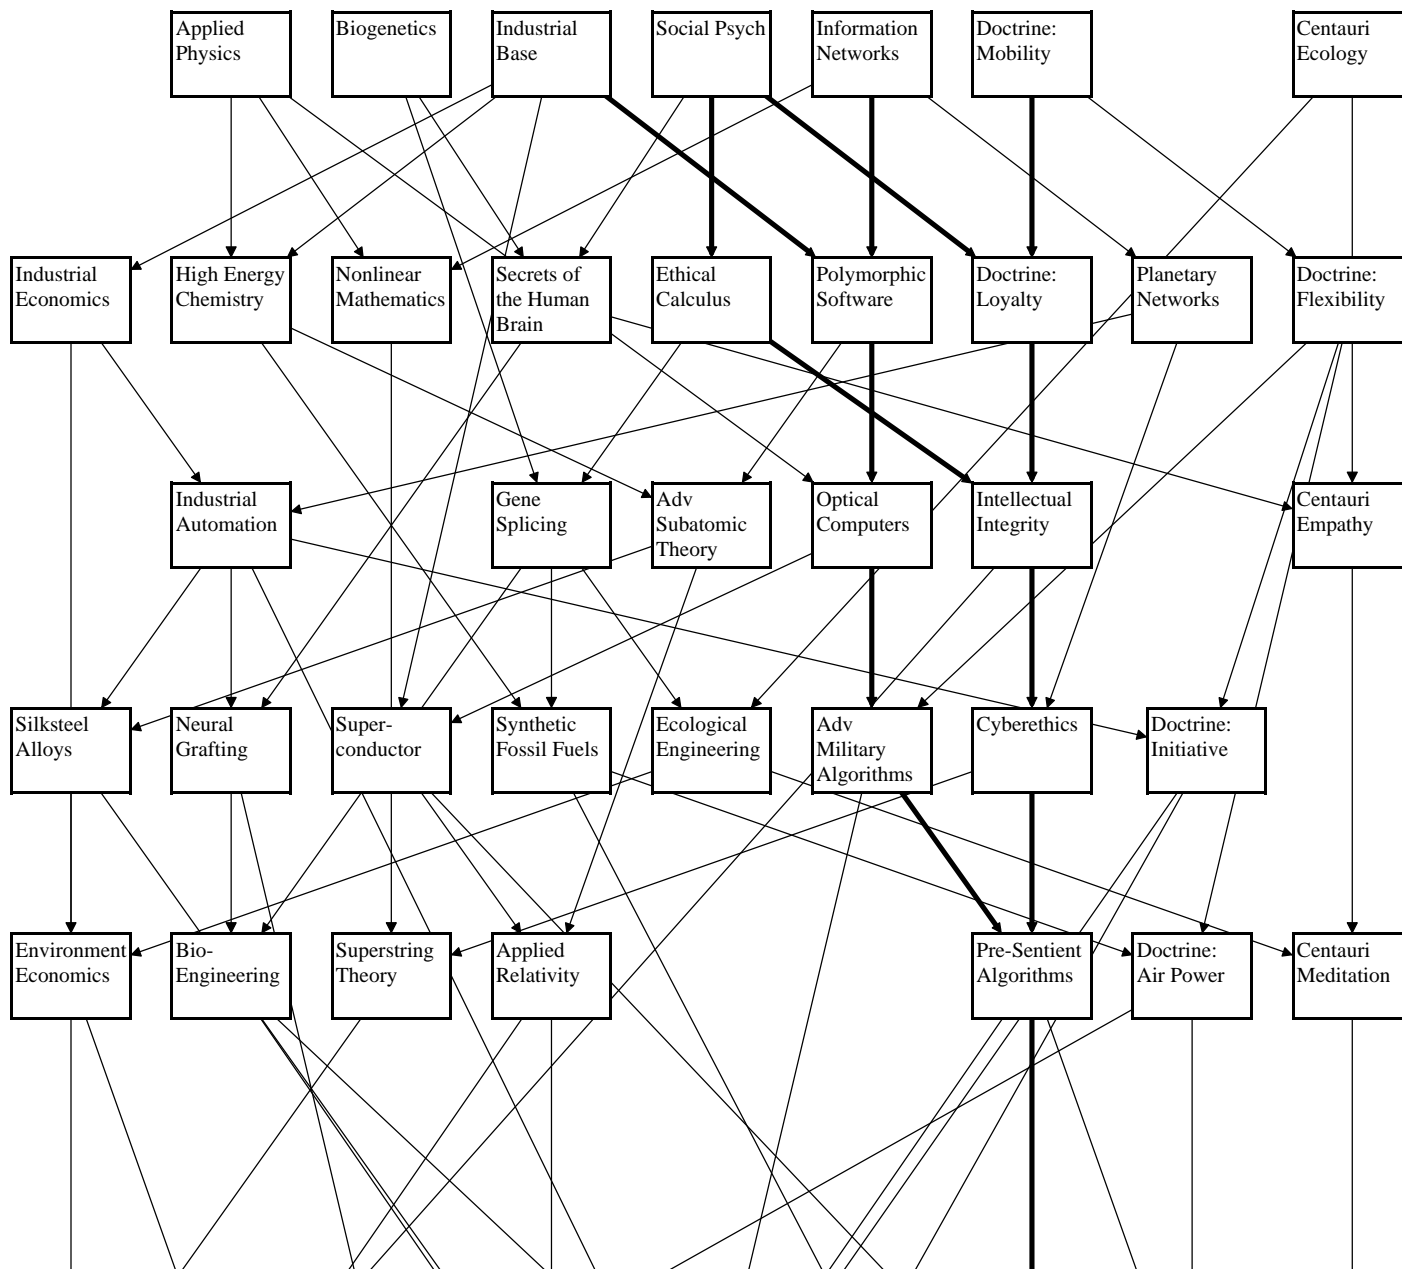 Applied
Physics
Biogenetics
Industrial
Base
Social Psych
Information
Networks
Doctrine:
Mobility
Centauri
Ecology
Industrial
Economics
High Energy
Chemistry
Nonlinear
Mathematics
Secrets of
the Human
Brain
Ethical
Calculus
Polymorphic
Software
Doctrine:
Loyalty
Planetary
Networks
Doctrine:
Flexibility
Industrial
Automation
Gene
Splicing
Adv
Subatomic
Theory
Optical
Computers
Intellectual
Integrity
Centauri
Empathy
Silksteel
Alloys
Neural
Grafting
Super-
conductor
Synthetic
Fossil Fuels
Ecological
Engineering
Adv
Military
Algorithms
Cyberethics
Doctrine:
Initiative
Environment
Economics
Bio-
Engineering
Superstring
Theory
Applied
Relativity
Pre-Sentient
Algorithms
Doctrine:
Air Power
Centauri
Meditation